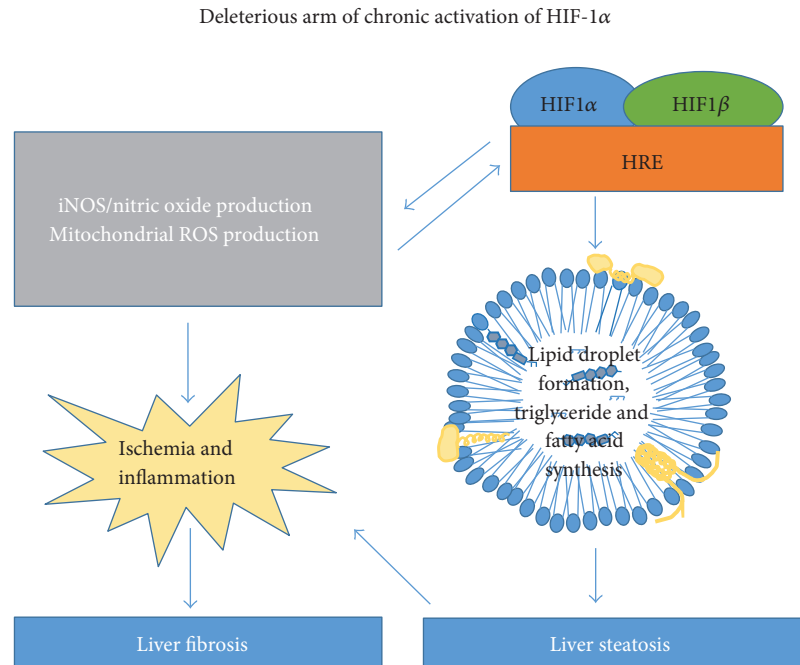 Deleterious arm of chronic activation of HIF-1α
HIF1α
HIF1β
HRE
iNOS/nitric oxide production
Mitochondrial ROS production
Lipid droplet
formation,
triglyceride and
fatty acid
synthesis
Ischemia and
inflammation
Liver fibrosis
Liver steatosis